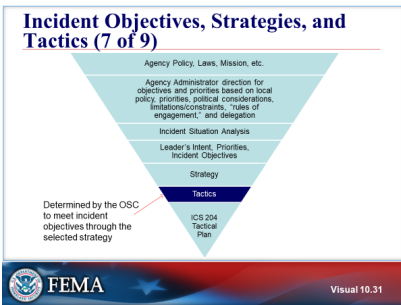 Incident Objectives, Strategies, and
Tactics (7 of 9)
Agency Policy, Laws, Mission, etc.
Agency Administrator direction for
objectives and priorities based on local
policy, priorities, political considerations,
limitations/constraints, "rules of
engagement," and delegation
Incident Situation Analysis
Leader's Intent, Priorities,
Incident Objectives
Strategy
Tactics
Determined by the OSC
to meet incident
objectives through the
selected strategy
ICS 204
Tactical
Plan
FEMA
Visual 10.31